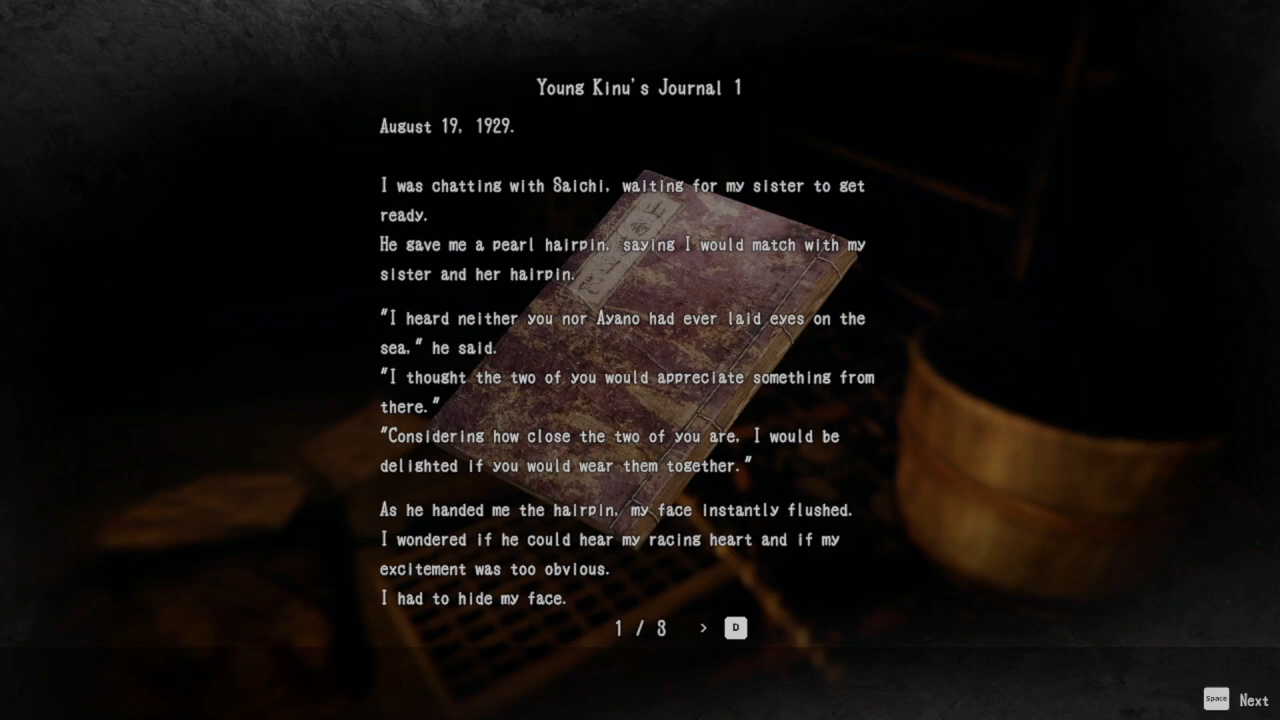 Young Kinu's Journal 1
August 19, 1929.
I was chatting with Saichi, waiting for my sister to get
ready.
He gave me a pearl hairpin, saying I would match with my
sister and her hairpin.
"I heard neither you nor Ayano had ever laid eyes on the
sea," he said.
"I thought the two of you would appreciate something from
there."
"Considering how close the two of you are, I would be
delighted if you would wear them together."
As he handed me the hairpin, my face instantly flushed.
I wondered if he could hear my racing heart and if my
excitement was too obvious.
I had to hide my face.
1 / 3 > D
Space Next